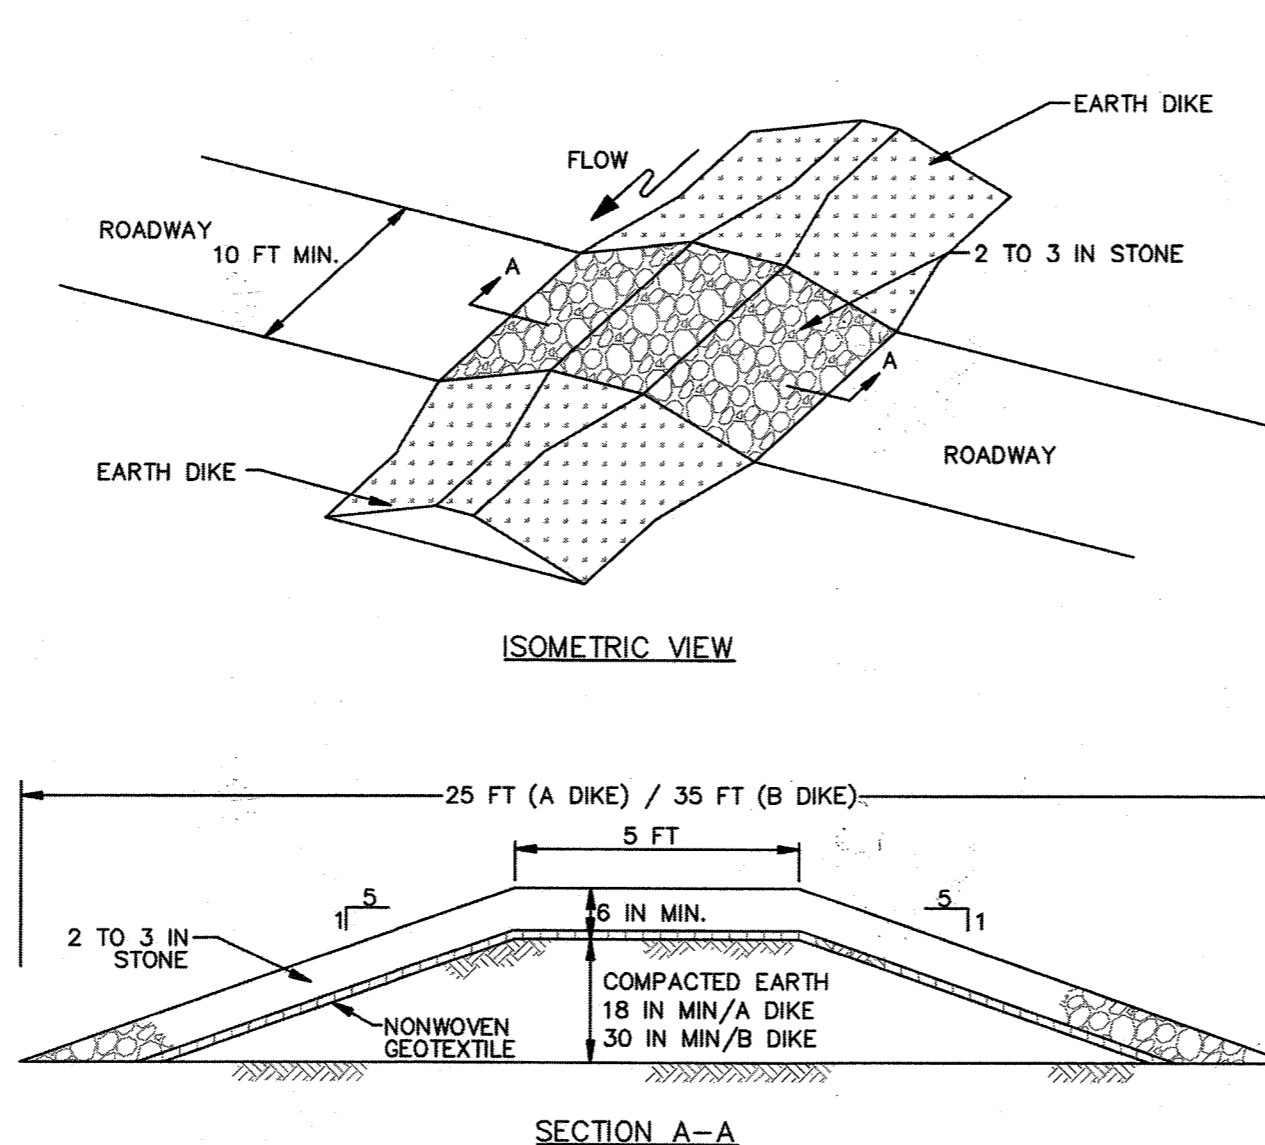 EARTH DIKE
FLOW
ROADWAY
10 FT MIN.
A
2 TO 3 IN STONE
A
EARTH DIKE
ROADWAY
ISOMETRIC VIEW
25 FT (A DIKE) / 35 FT (B DIKE)
5 FT
5
1
6 IN MIN.
5
1
2 TO 3 IN
STONE
COMPACTED EARTH
18 IN MIN/A DIKE
30 IN MIN/B DIKE
NONWOVEN
GEOTEXTILE
SECTION A-A